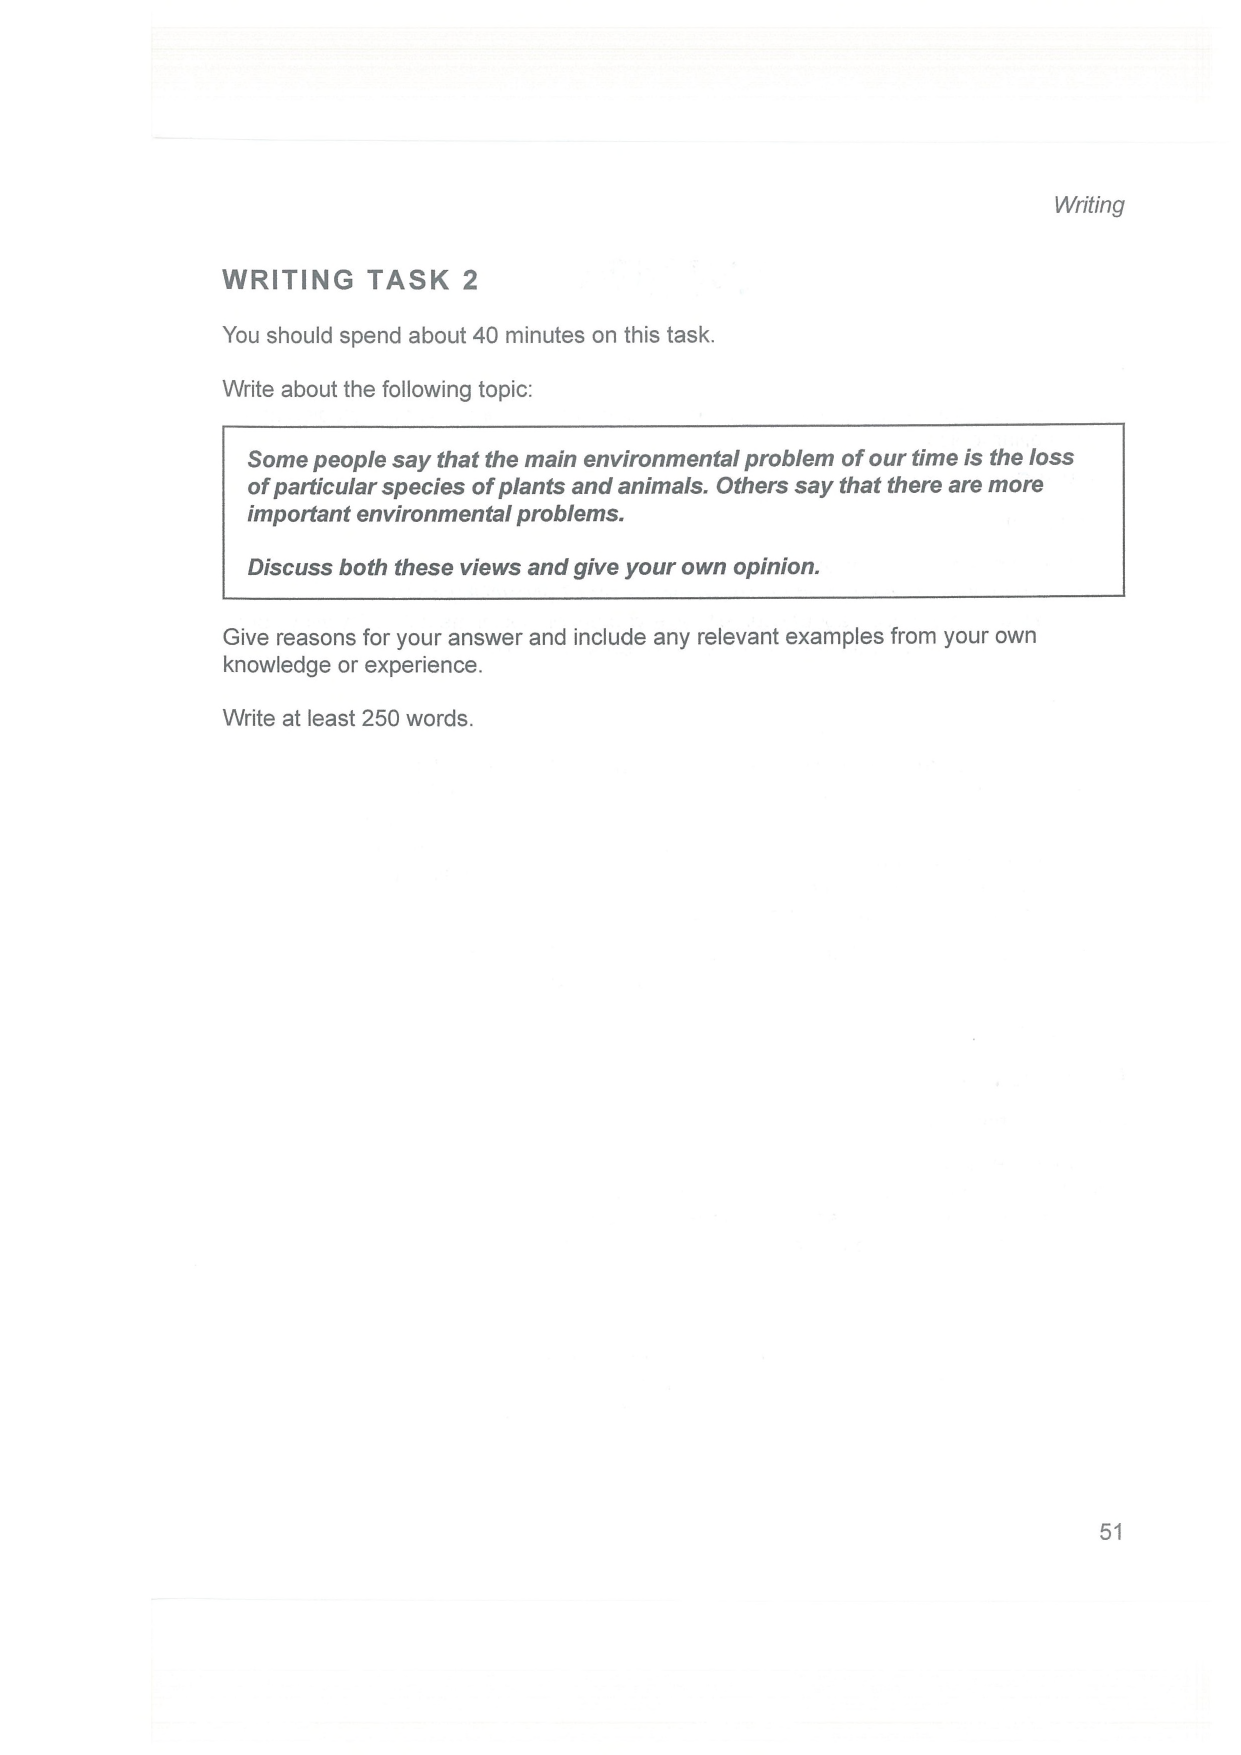 Writing
WRITING TASK 2
You should spend about 40 minutes on this task.
Write about the following topic:
Some people say that the main environmental problem of our time is the loss
of particular species of plants and animals. Others say that there are more
important environmental problems.
Discuss both these views and give your own opinion.
Give reasons for your answer and include any relevant examples from your own
knowledge or experience.
Write at least 250 words.
51